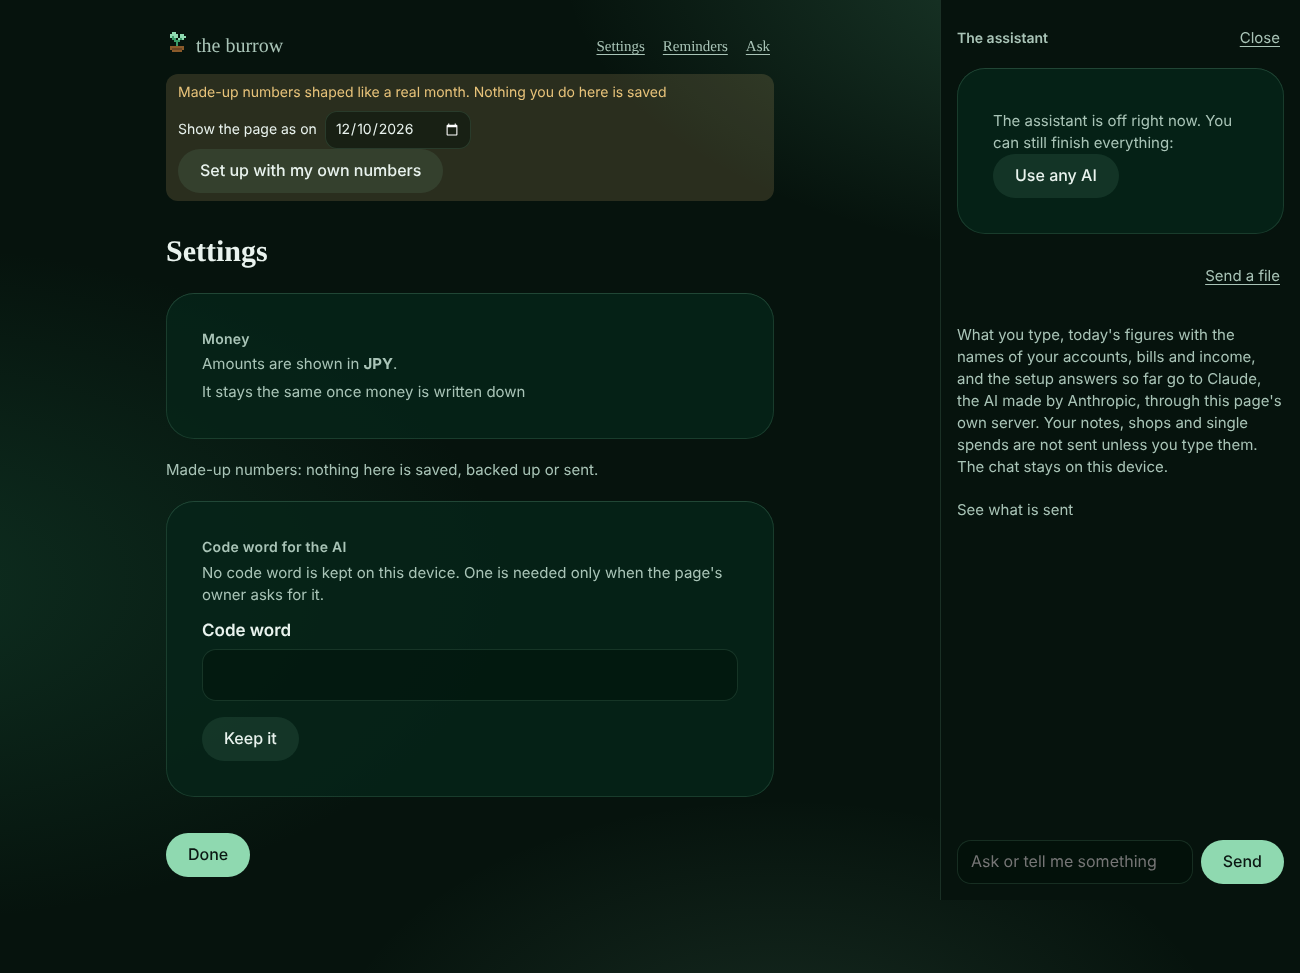 the burrow
Settings
Reminders
Ask
Made-up numbers shaped like a real month. Nothing you do here is saved
Show the page as on
12/10/2026
Set up with my own numbers
Settings
Money
Amounts are shown in JPY.
It stays the same once money is written down
Made-up numbers: nothing here is saved, backed up or sent.
Code word for the AI
No code word is kept on this device. One is needed only when the page's
owner asks for it.
Code word
Keep it
Done
The assistant
Close
The assistant is off right now. You
can still finish everything:
Use any AI
Send a file
What you type, today's figures with the
names of your accounts, bills and income,
and the setup answers so far go to Claude,
the AI made by Anthropic, through this page's
own server. Your notes, shops and single
spends are not sent unless you type them.
The chat stays on this device.
See what is sent
Ask or tell me something
Send